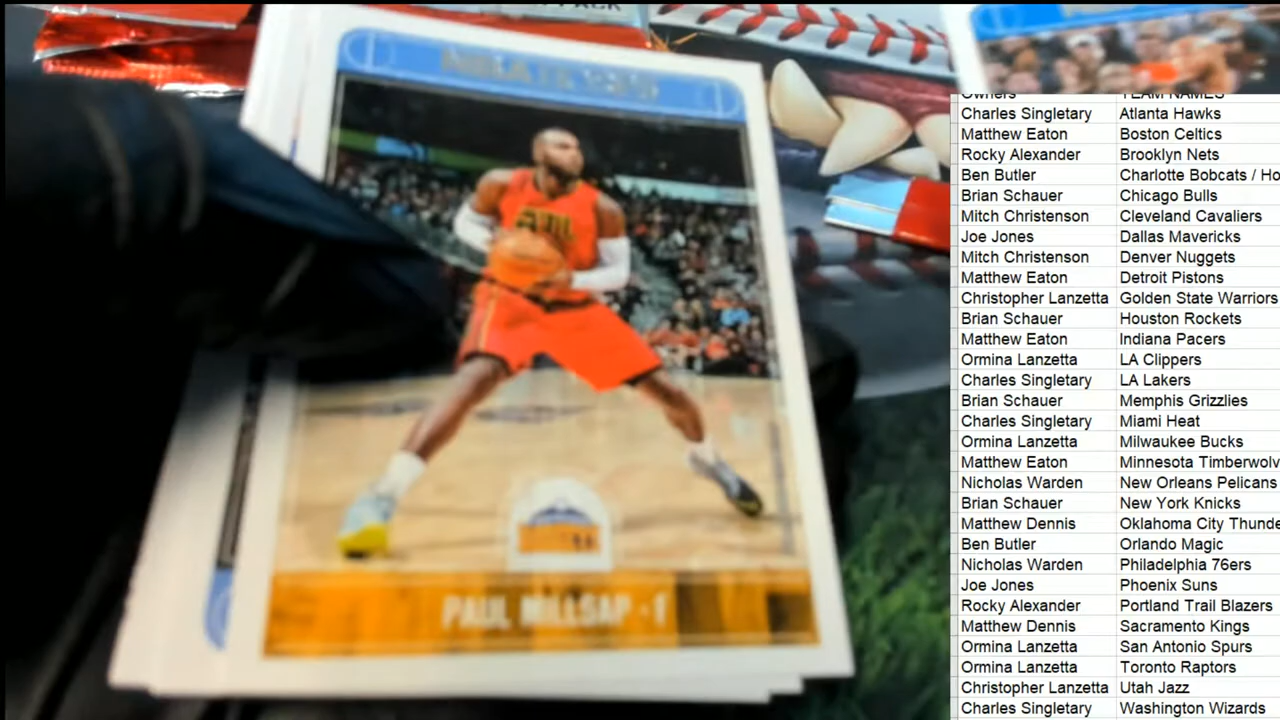 PACK
NBA HOOPS
ATL
PAUL MILLSAP - F
Owners TEAM NAMES
Charles Singletary Atlanta Hawks
Matthew Eaton Boston Celtics
Rocky Alexander Brooklyn Nets
Ben Butler Charlotte Bobcats / Ho
Brian Schauer Chicago Bulls
Mitch Christenson Cleveland Cavaliers
Joe Jones Dallas Mavericks
Mitch Christenson Denver Nuggets
Matthew Eaton Detroit Pistons
Christopher Lanzetta Golden State Warriors
Brian Schauer Houston Rockets
Matthew Eaton Indiana Pacers
Ormina Lanzetta LA Clippers
Charles Singletary LA Lakers
Brian Schauer Memphis Grizzlies
Charles Singletary Miami Heat
Ormina Lanzetta Milwaukee Bucks
Matthew Eaton Minnesota Timberwolv
Nicholas Warden New Orleans Pelicans
Brian Schauer New York Knicks
Matthew Dennis Oklahoma City Thunde
Ben Butler Orlando Magic
Nicholas Warden Philadelphia 76ers
Joe Jones Phoenix Suns
Rocky Alexander Portland Trail Blazers
Matthew Dennis Sacramento Kings
Ormina Lanzetta San Antonio Spurs
Ormina Lanzetta Toronto Raptors
Christopher Lanzetta Utah Jazz
Charles Singletary Washington Wizards